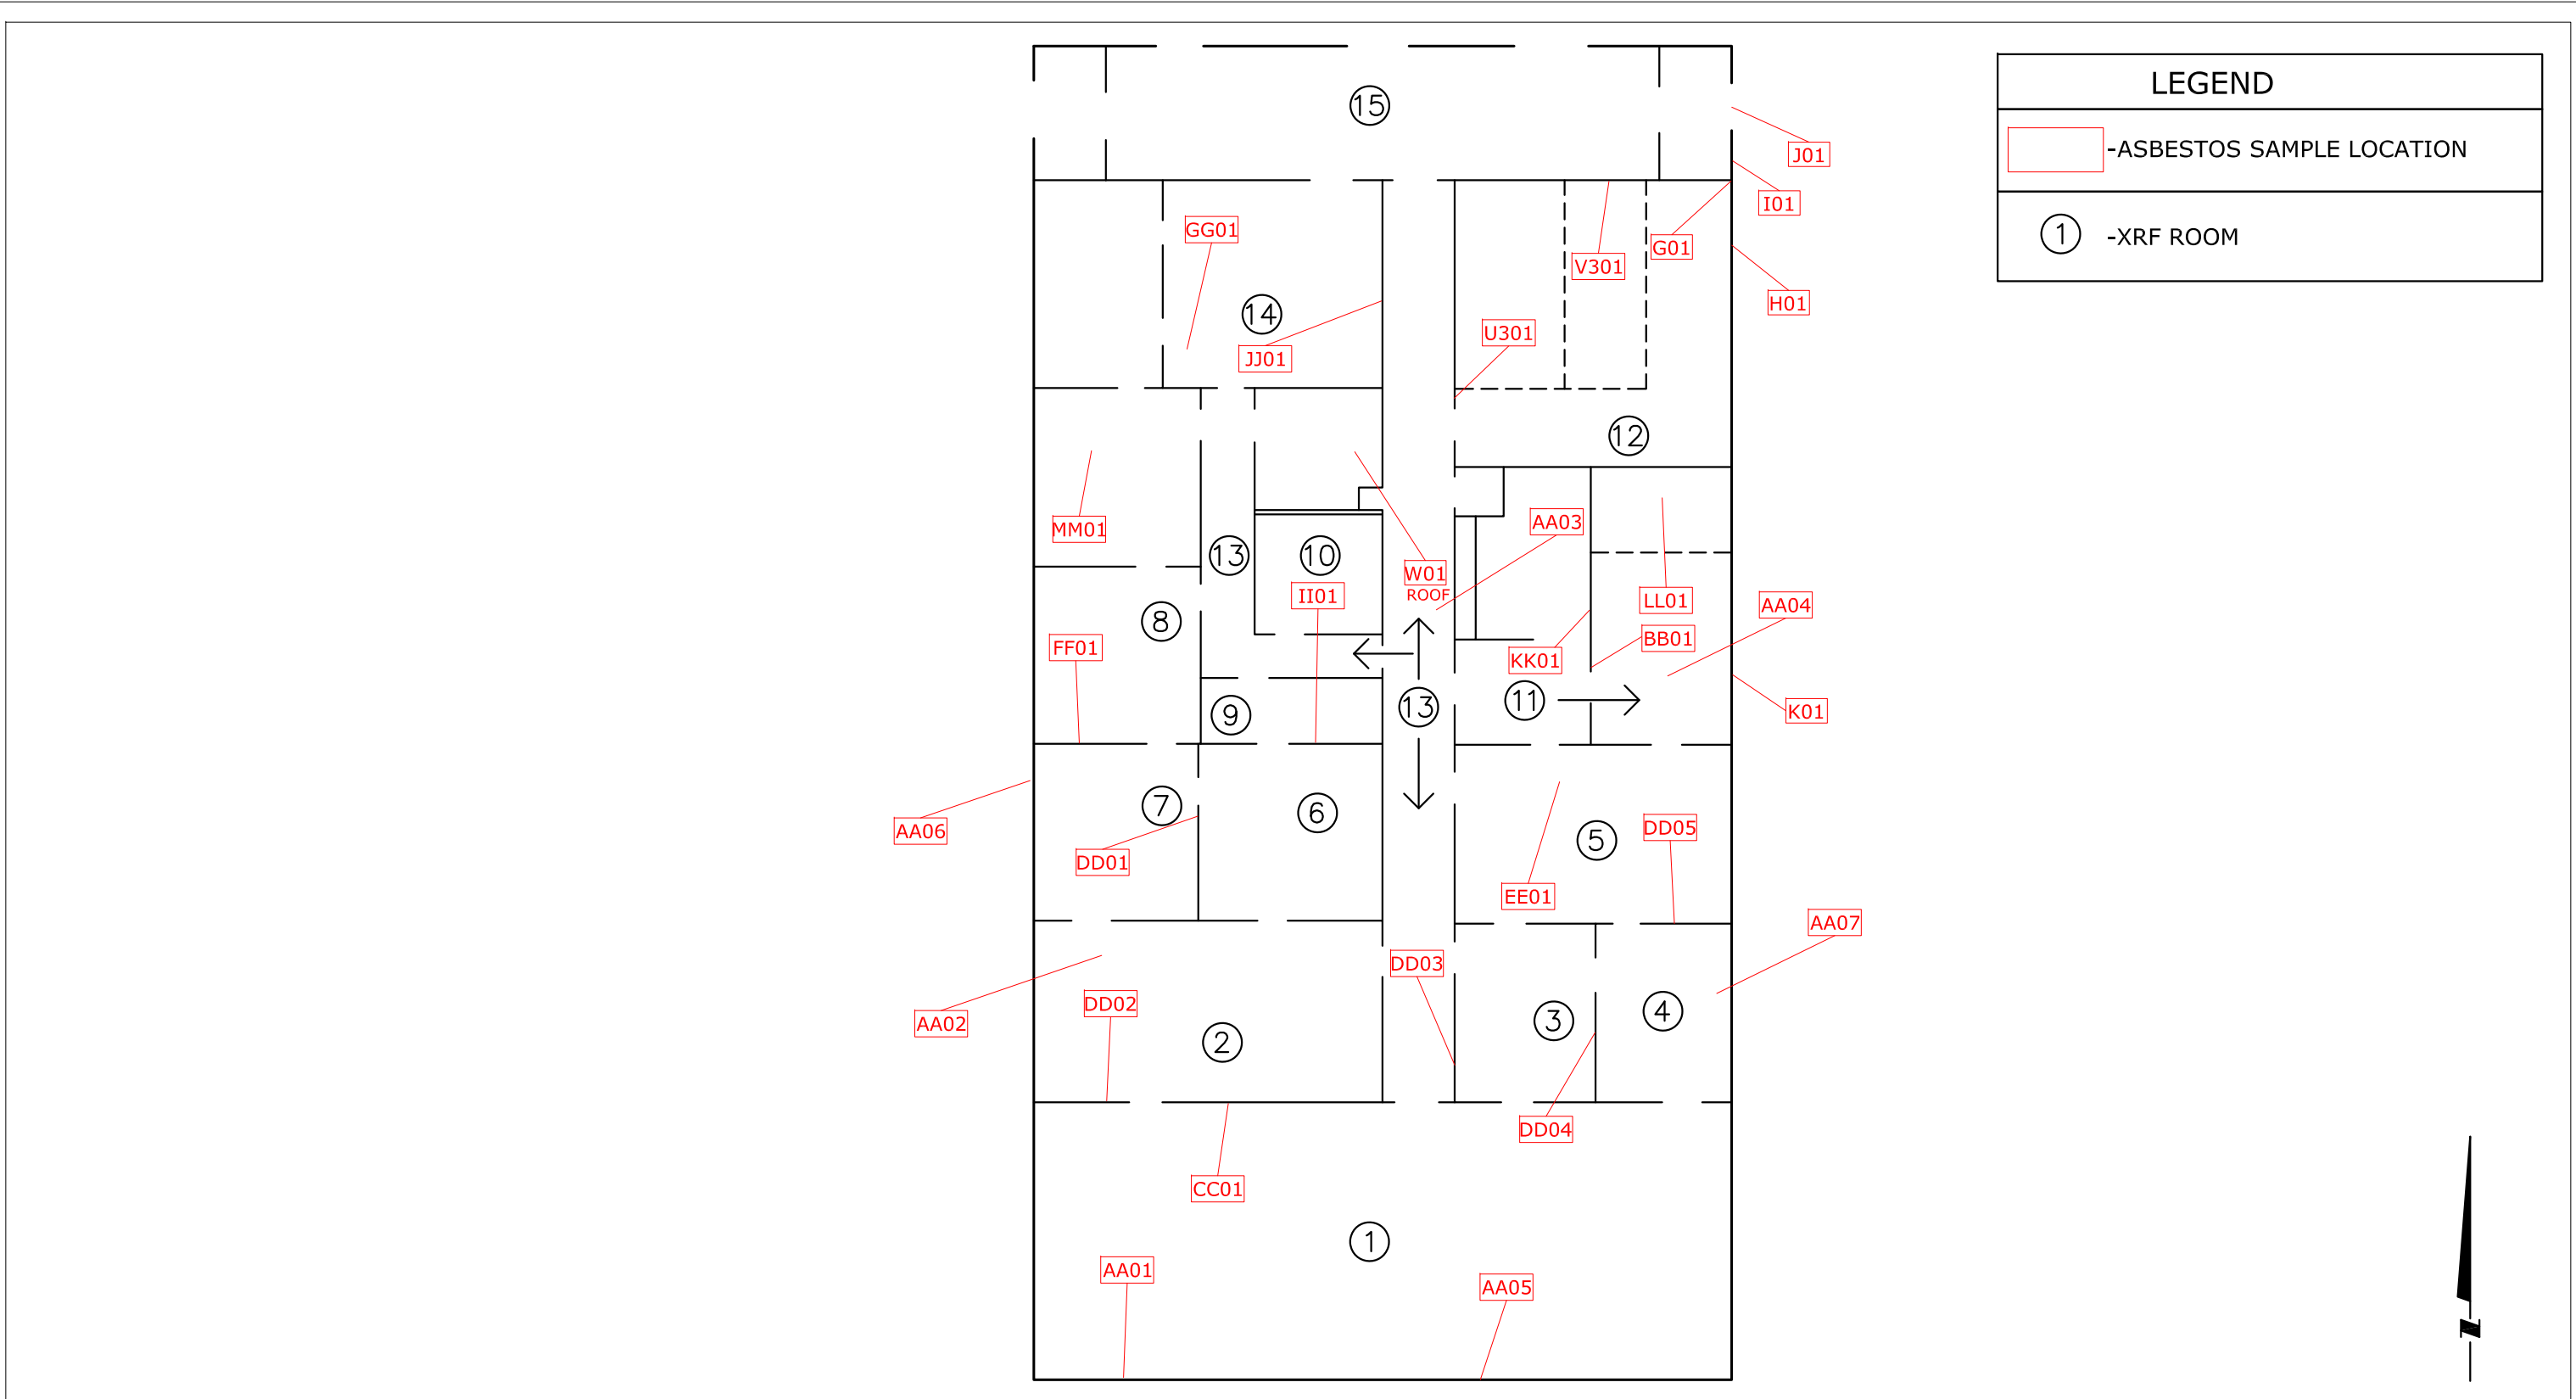 LEGEND
-ASBESTOS SAMPLE LOCATION
1 -XRF ROOM
15
J01
I01
GG01
G01
V301
H01
14
U301
JJ01
12
MM01
AA03
13
10
W01
ROOF
II01
LL01
AA04
8
BB01
FF01
KK01
9
13
11
K01
7
6
AA06
DD01
5
DD05
EE01
AA07
DD03
DD02
AA02
2
3
4
DD04
CC01
1
AA01
AA05
N